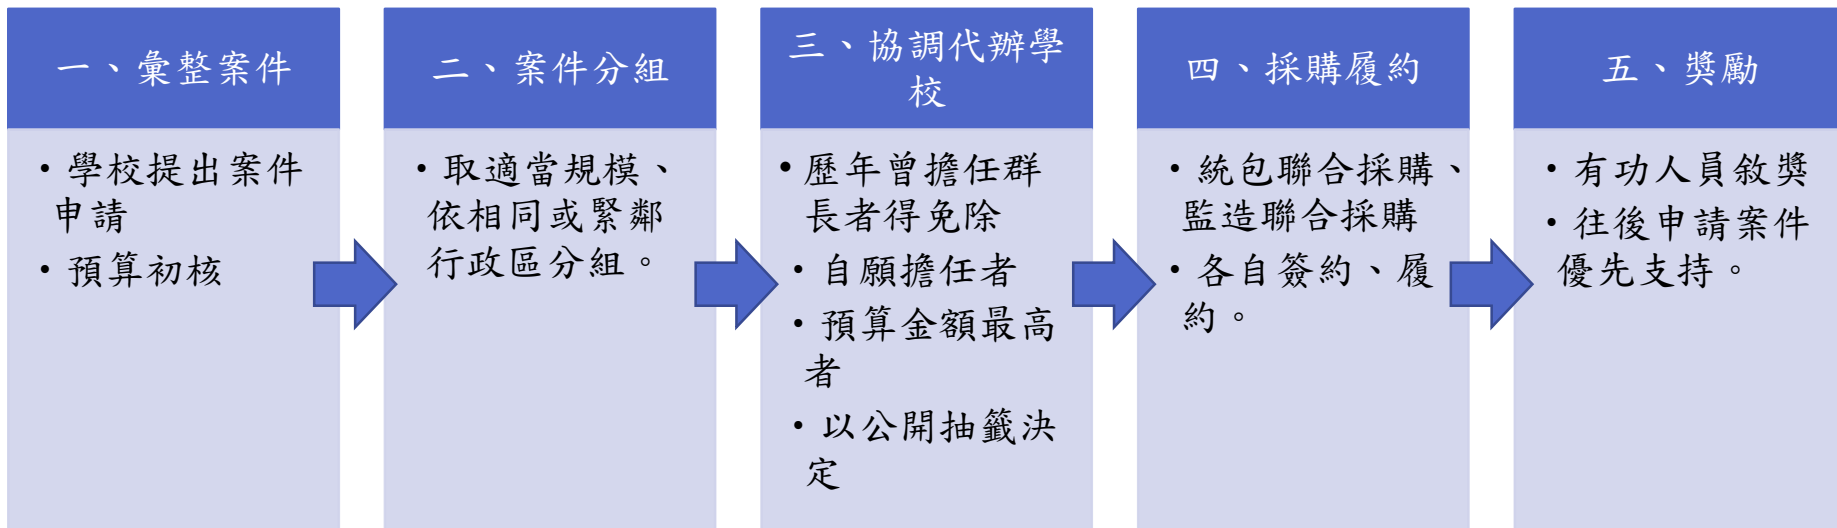 一、彙整案件
• 學校提出案件
申請
• 預算初核
二、案件分組
• 取適當規模、
依相同或緊鄰
行政區分組。
三、協調代辦學
校
• 歷年曾擔任群
長者得免除
• 自願擔任者
• 預算金額最高
者
• 以公開抽籤決
定
四、採購履約
• 統包聯合採購、
監造聯合採購
• 各自簽約、履
約。
五、獎勵
• 有功人員敘獎
• 往後申請案件
優先支持。